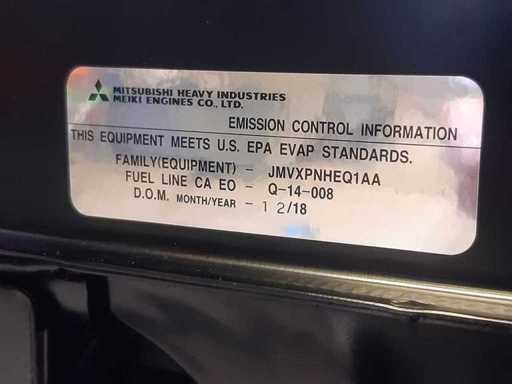 MITSUBISHI HEAVY INDUSTRIES
MEIKI ENGINES CO., LTD.
EMISSION CONTROL INFORMATION
THIS EQUIPMENT MEETS U.S. EPA EVAP STANDARDS.
FAMILY(EQUIPMENT) - JMVXPNHEQ1AA
FUEL LINE CA EO - Q-14-008
D.O.M. MONTH/YEAR - 12/18